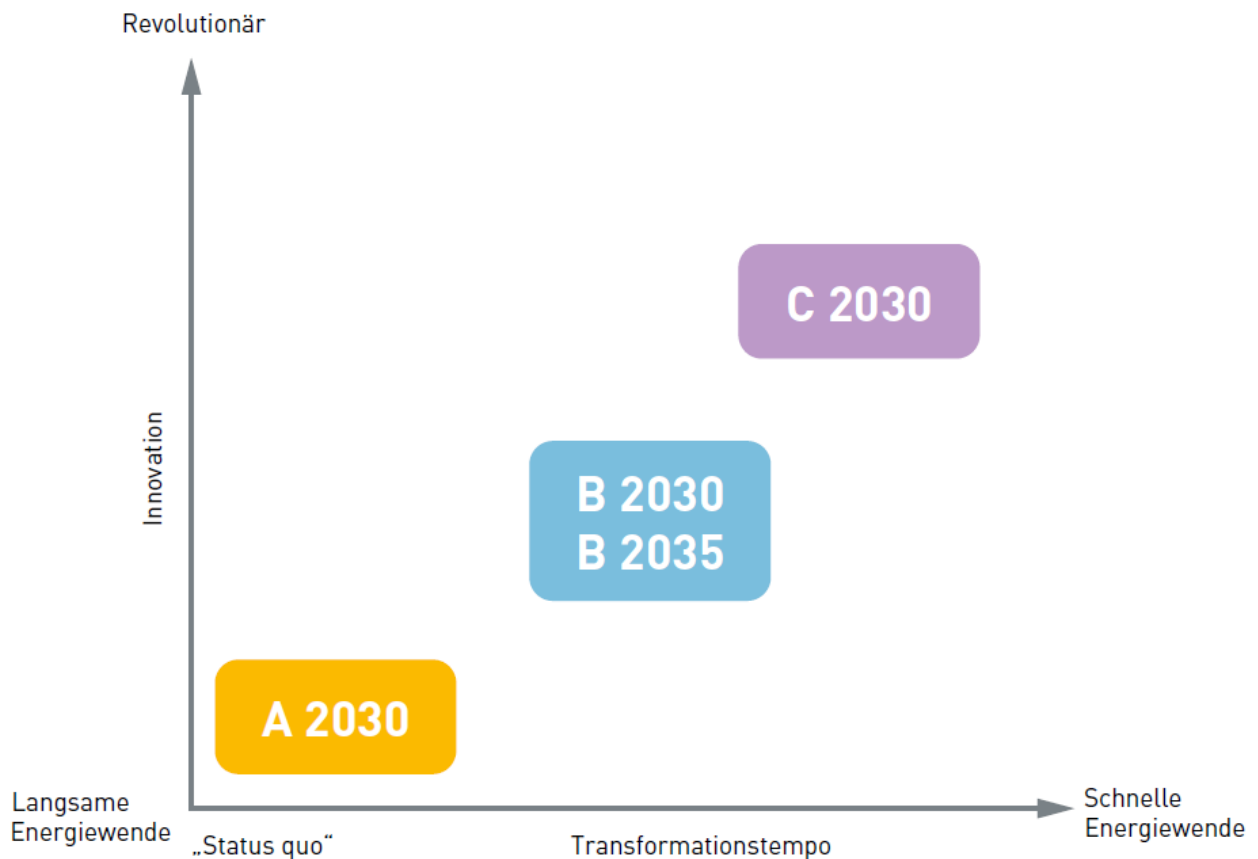 Revolutionär
C 2030
Innovation
B 2030
B 2035
A 2030
Langsame
Energiewende
„Status quo“
Transformationstempo
Schnelle
Energiewende